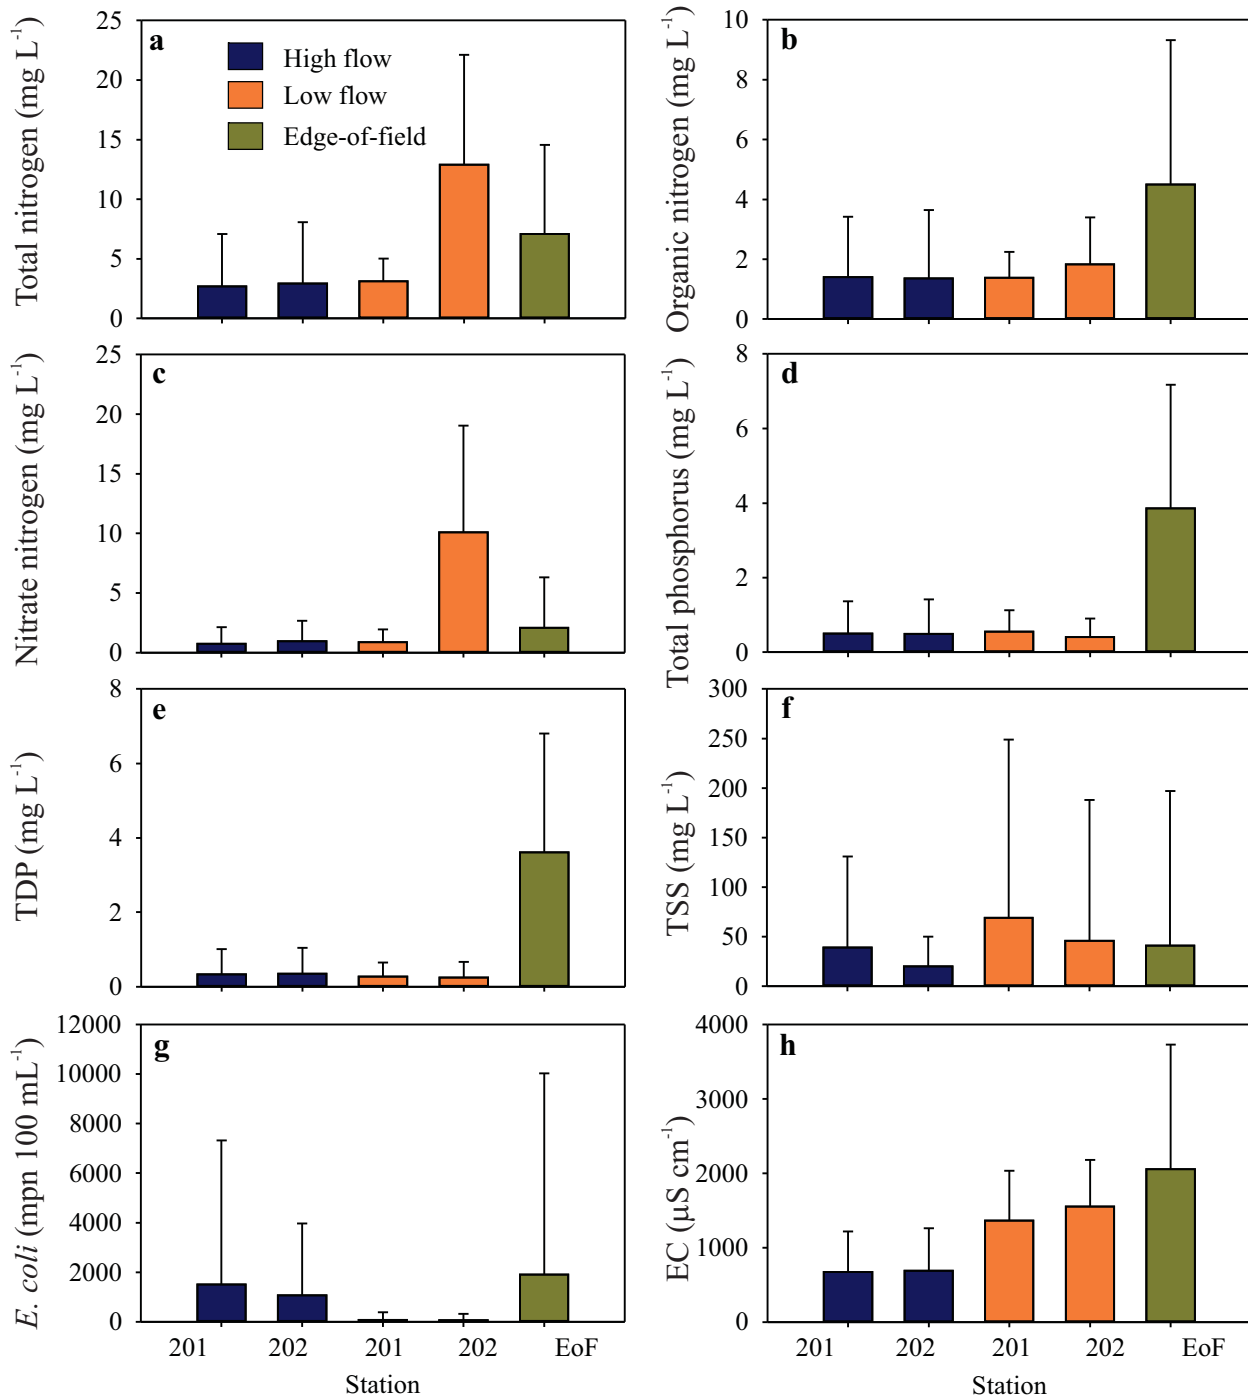 a
High flow
Low flow
Edge-of-field
Total nitrogen (mg L⁻¹)
25
20
15
10
5
0
b
Organic nitrogen (mg L⁻¹)
10
8
6
4
2
0
c
Nitrate nitrogen (mg L⁻¹)
25
20
15
10
5
0
d
Total phosphorus (mg L⁻¹)
8
6
4
2
0
e
TDP (mg L⁻¹)
8
6
4
2
0
f
TSS (mg L⁻¹)
300
250
200
150
100
50
0
g
E. coli (mpn 100 mL⁻¹)
12000
10000
8000
6000
4000
2000
0
201 202 201 202 EoF
Station
h
EC (µS cm⁻¹)
4000
3000
2000
1000
0
201 202 201 202 EoF
Station